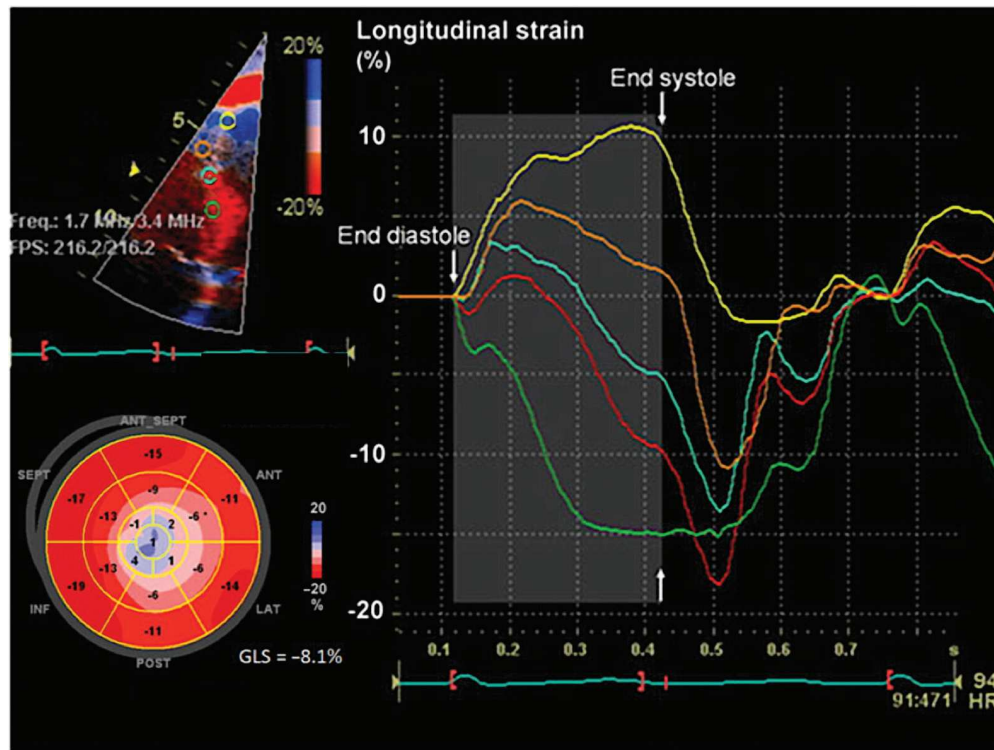 Longitudinal strain
(%)
20%
-20%
5
10
Freq.: 1.7 MHz/3.4 MHz
FPS: 216.2/216.2
End diastole
End systole
10
0
-10
-20
0.1 0.2 0.3 0.4 0.5 0.6 0.7 s
94
HR
91:471
ANT_SEPT
SEPT
ANT
INF
LAT
POST
-15
-17
-11
-9
-13
-6 *
-1
2
1
4
1
-13
-6
-19
-14
-6
-11
20
-20
%
GLS = –8.1%